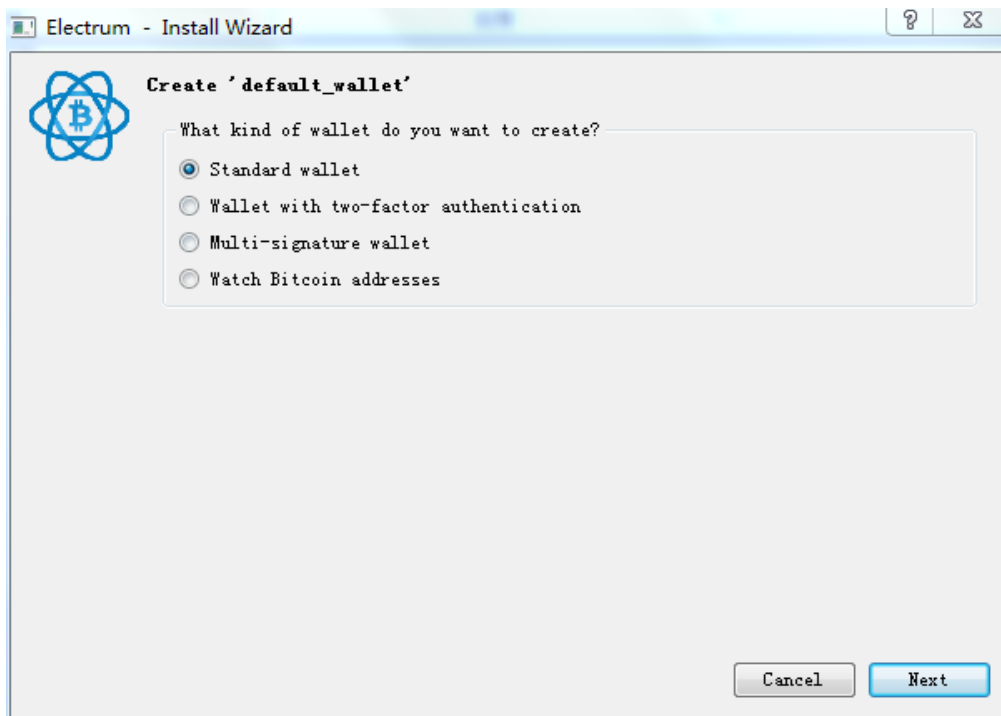 Electrum - Install Wizard
Create 'default_wallet'
What kind of wallet do you want to create?
Standard wallet
Wallet with two-factor authentication
Multi-signature wallet
Watch Bitcoin addresses
Cancel Next